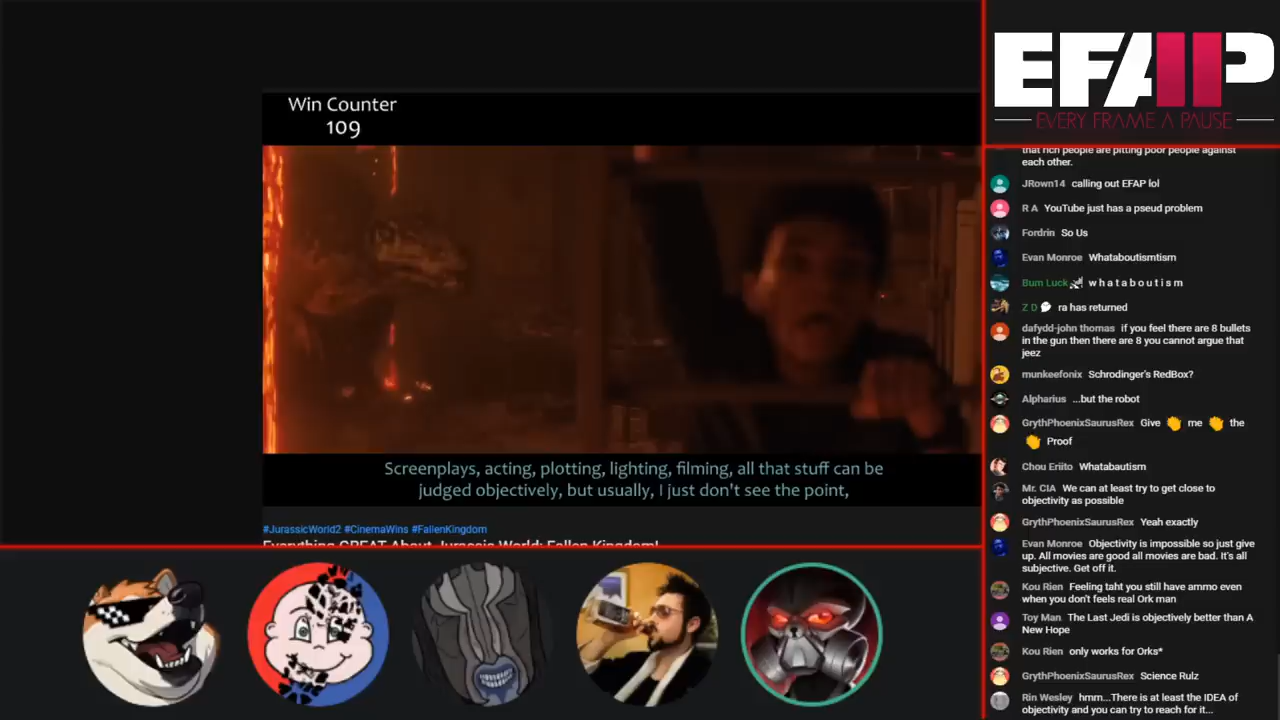 Win Counter
109
Screenplays, acting, plotting, lighting, filming, all that stuff can be
judged objectively, but usually, I just don't see the point,
#JurassicWorld2 #CinemaWins #FallenKingdom
Everything GREAT About Jurassic World: Fallen Kingdom!
EFAP
EVERY FRAME A PAUSE
that rich people are pitting poor people against
each other.
JRown14 calling out EFAP lol
R A YouTube just has a pseud problem
Fordrin So Us
Evan Monroe Whataboutismtism
Bum Luck w h a t a b o u t i s m
Z D ra has returned
dafydd-john thomas if you feel there are 8 bullets
in the gun then there are 8 you cannot argue that
jeez
munkeefonix Schrodinger's RedBox?
Alpharius ...but the robot
GrythPhoenixSaurusRex Give 👏 me 👏 the
👏 Proof
Chou Eriito Whatabautism
Mr. CIA We can at least try to get close to
objectivity as possible
GrythPhoenixSaurusRex Yeah exactly
Evan Monroe Objectivity is impossible so just give
up. All movies are good all movies are bad. It's all
subjective. Get off it.
Kou Rien Feeling taht you still have ammo even
when you don't feels real Ork man
Toy Man The Last Jedi is objectively better than A
New Hope
Kou Rien only works for Orks*
GrythPhoenixSaurusRex Science Rulz
Rin Wesley hmm...There is at least the IDEA of
objectivity and you can try to reach for it...